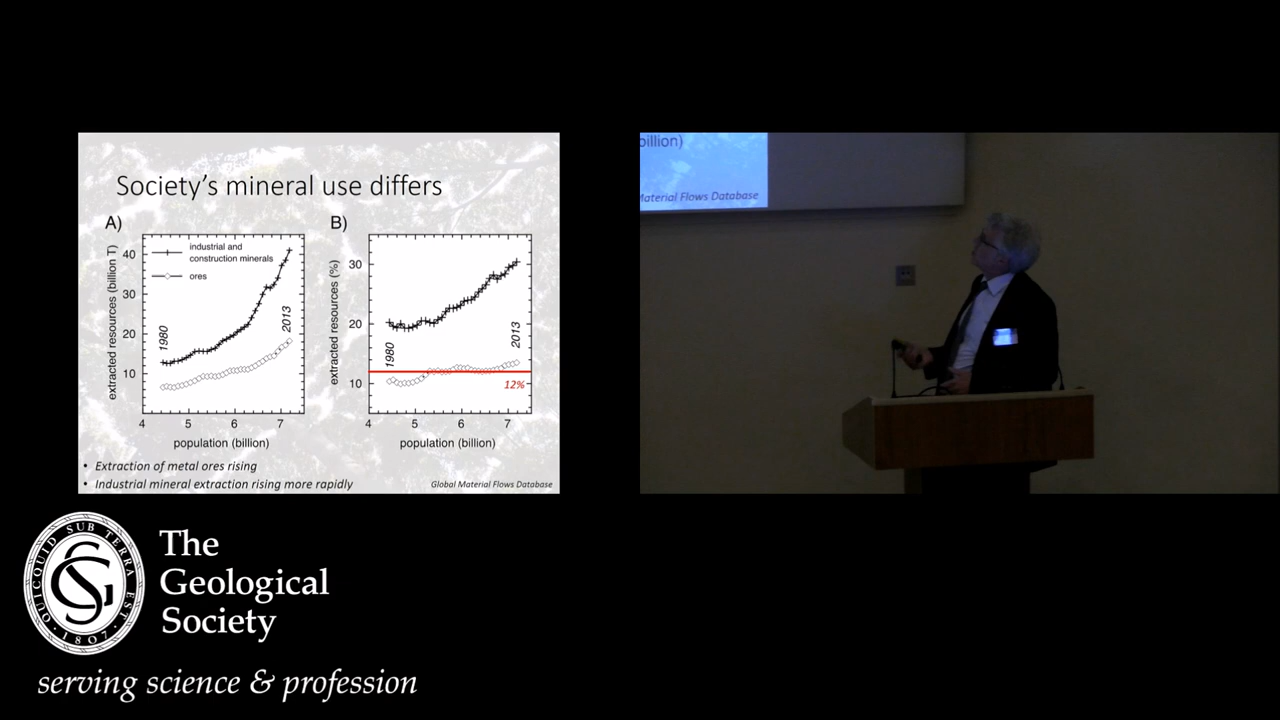 Society's mineral use differs
A)
B)
extracted resources (billion T)
40
30
20
10
industrial and
construction minerals
ores
1980
2013
4
5
6
7
population (billion)
extracted resources (%)
30
20
10
1980
2013
12%
4
5
6
7
population (billion)
• Extraction of metal ores rising
• Industrial mineral extraction rising more rapidly
Global Material Flows Database
billion)
Material Flows Database
QUICQUID SUB TERRA EST
· 1807 ·
The
Geological
Society
serving science & profession